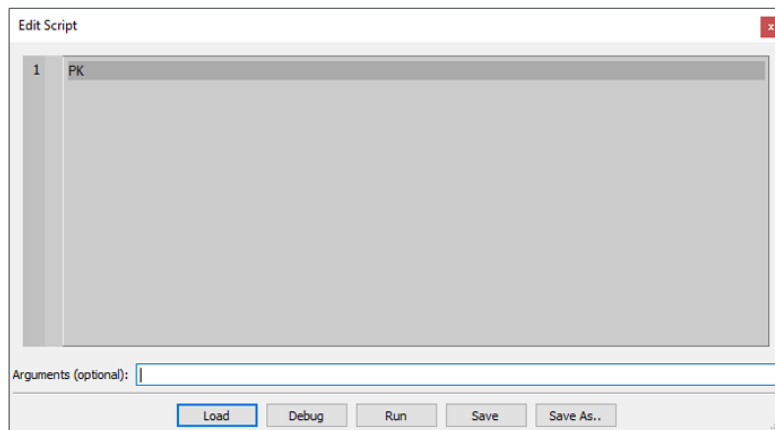 Edit Script
x
1 PK
Arguments (optional):
Load Debug Run Save Save As..